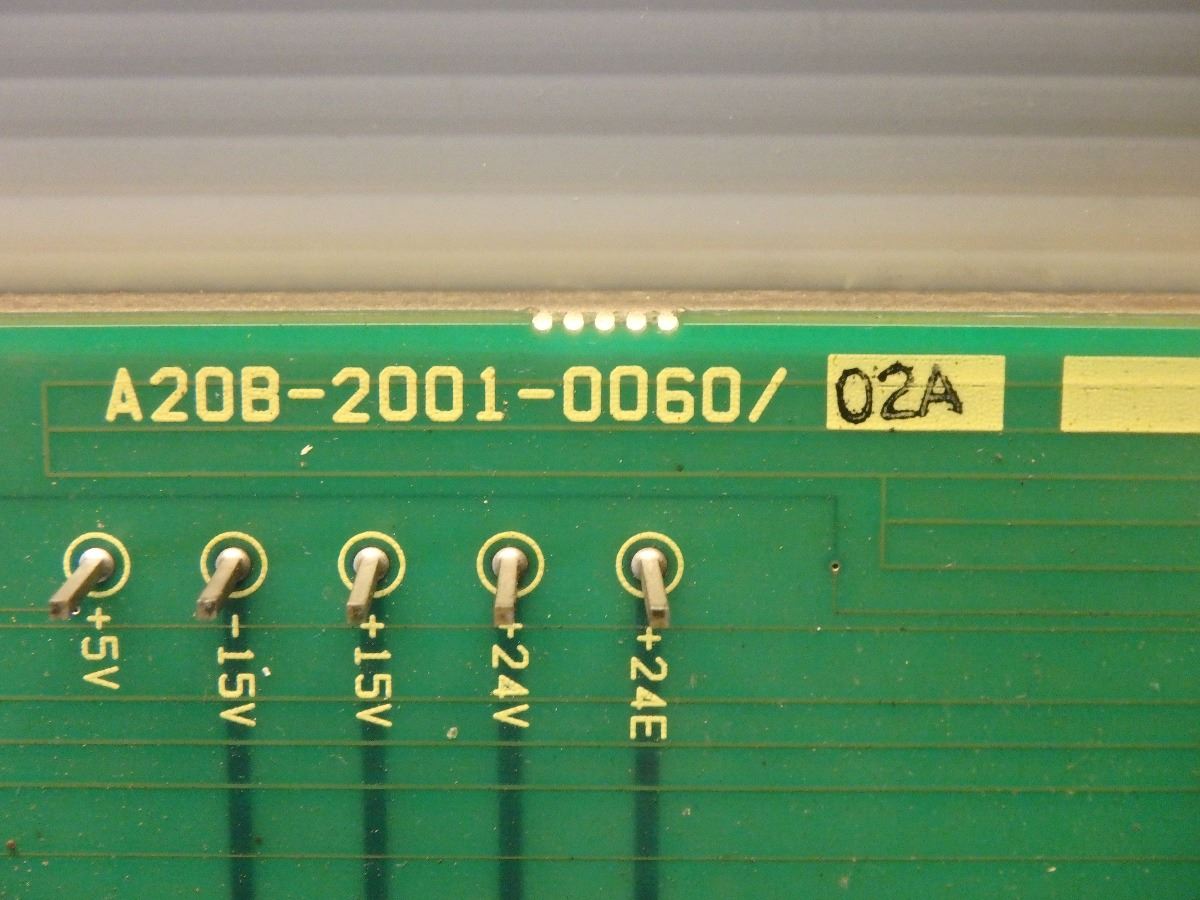 A20B-2001-0060/ 02A
+5V
-15V
+15V
+24V
+24E